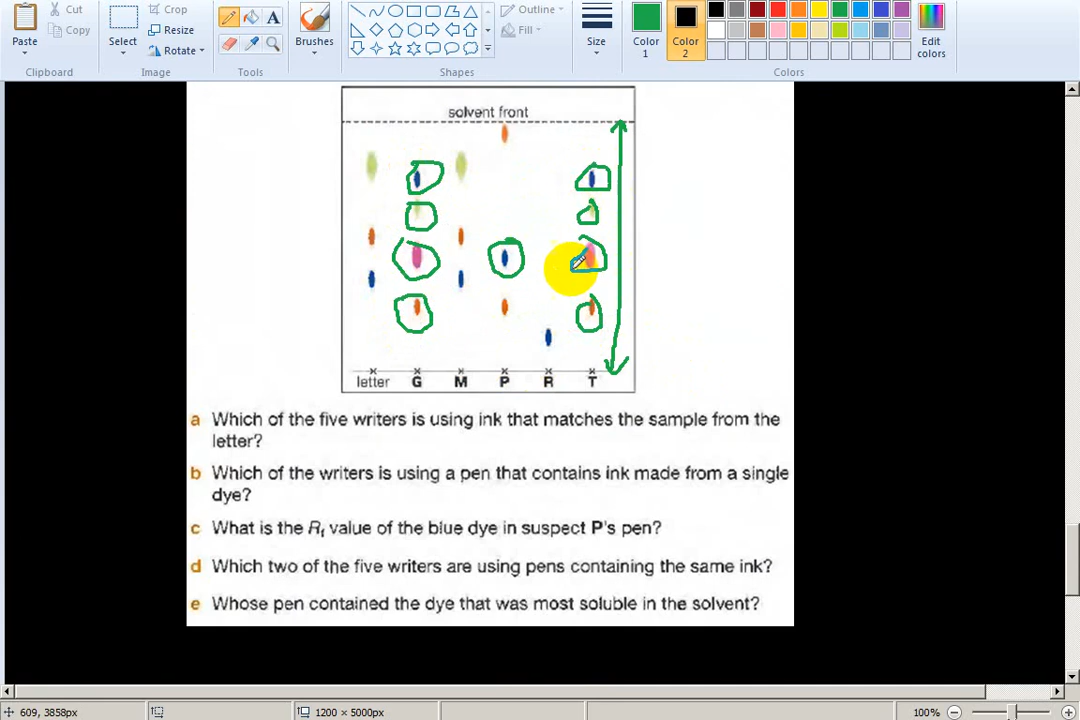 Paste
Cut
Copy
Clipboard
Select
Crop
Resize
Rotate
Image
A
Tools
Brushes
Outline
Fill
Shapes
Size
Color
1
Color
2
Edit
colors
Colors
solvent front
letter G M P R T
a Which of the five writers is using ink that matches the sample from the
letter?
b Which of the writers is using a pen that contains ink made from a single
dye?
c What is the Rf value of the blue dye in suspect P's pen?
d Which two of the five writers are using pens containing the same ink?
e Whose pen contained the dye that was most soluble in the solvent?
609, 3858px
1200 × 5000px
100%